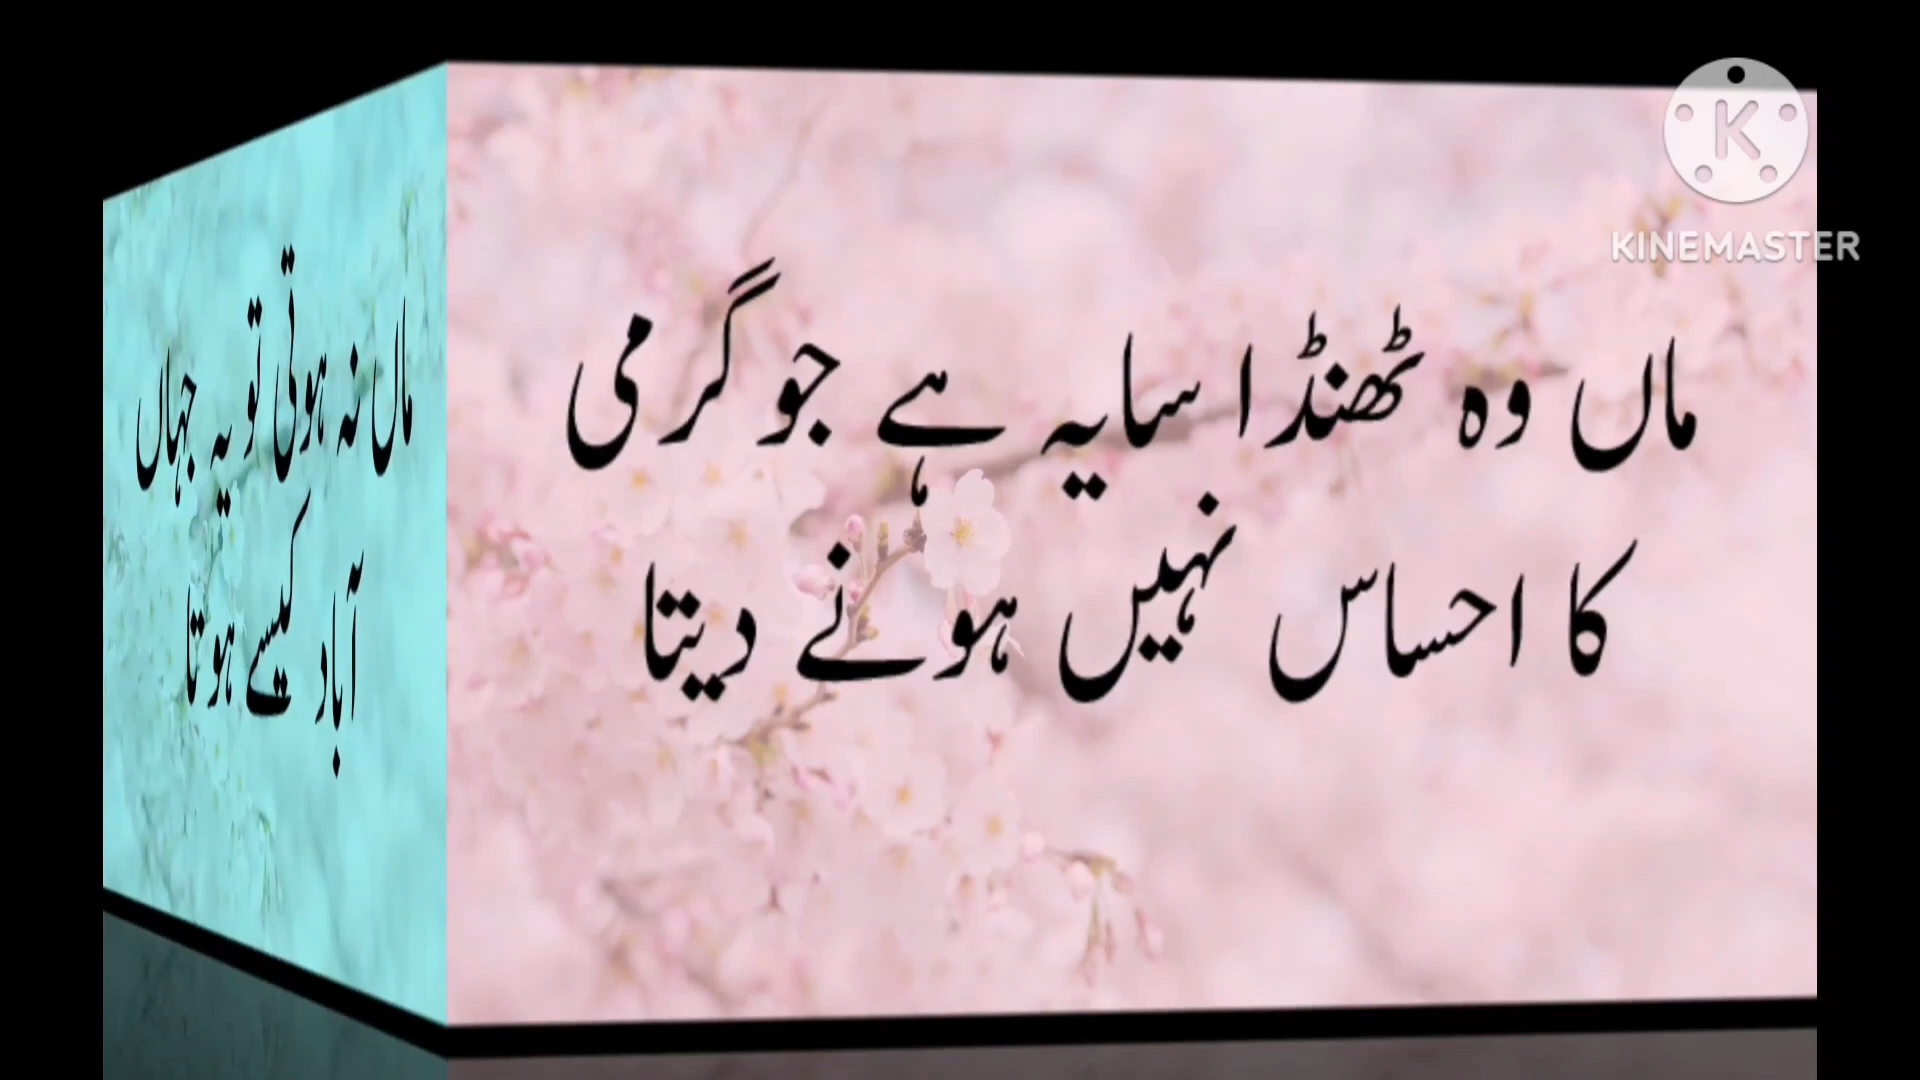 ماں وہ ٹھنڈا سایہ ہے جو گرمی
کا احساس نہیں ہونے دیتا
ماں نہ ہوتی تو یہ جہاں
آباد کیسے ہوتا
K
KINEMASTER